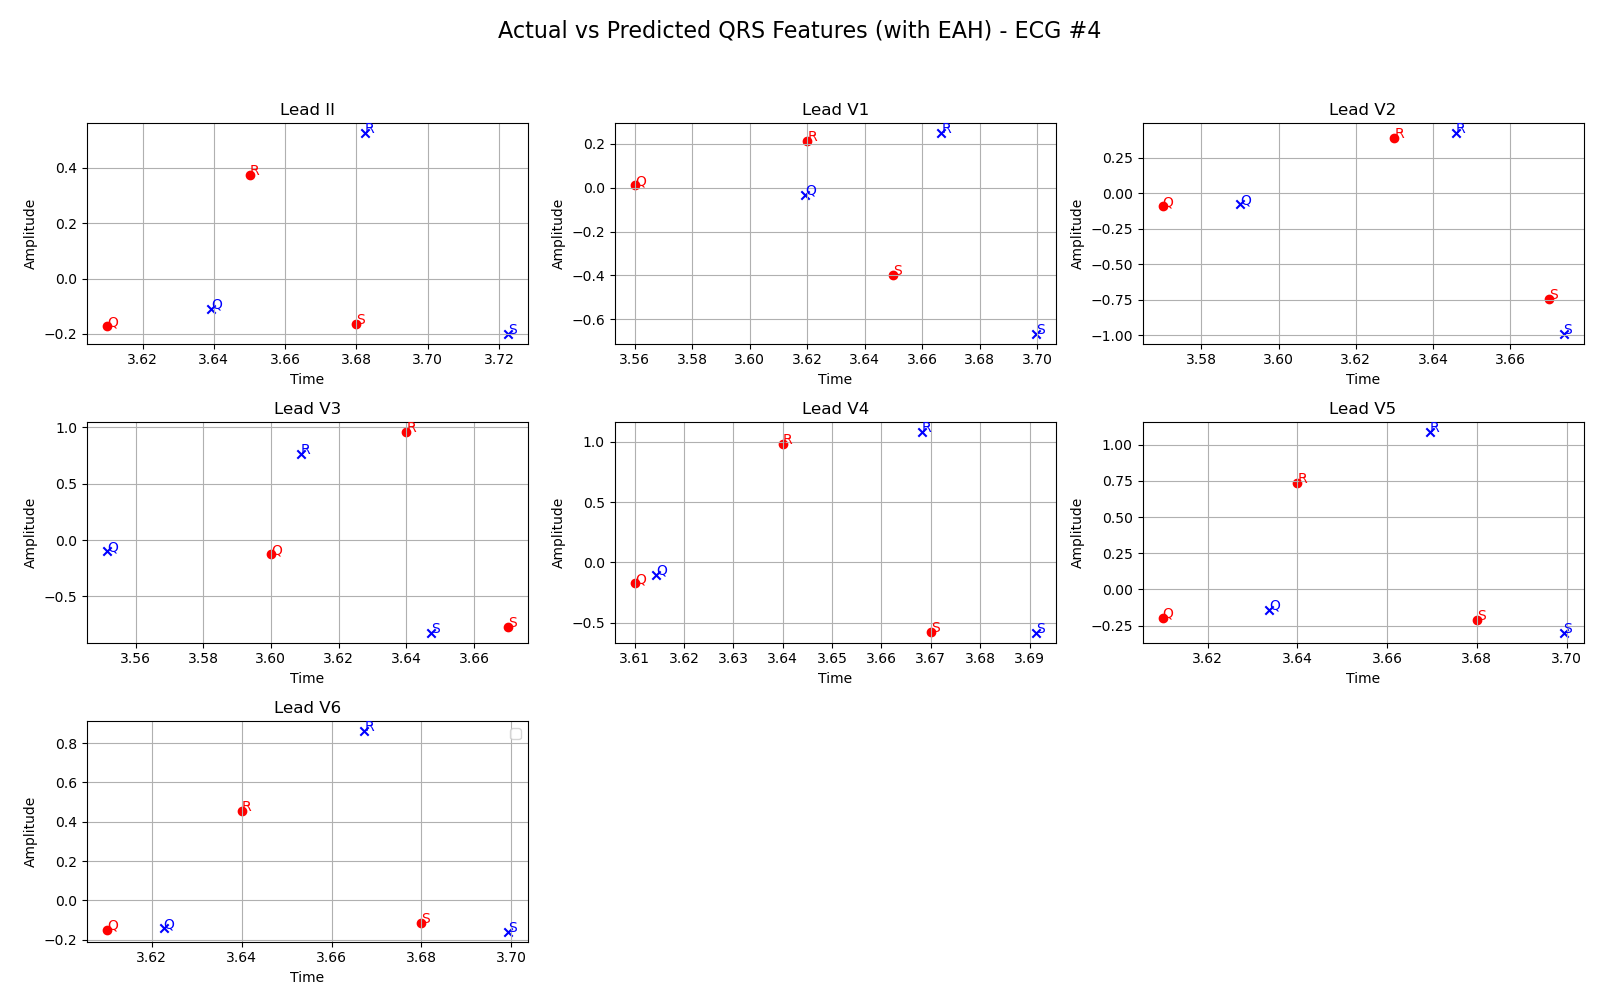 Actual vs Predicted QRS Features (with EAH) - ECG #4
Lead II
Amplitude
0.4
0.2
0.0
−0.2
R
R
Q
Q
S
S
3.62 3.64 3.66 3.68 3.70 3.72
Time
Lead V1
Amplitude
0.2
0.0
−0.2
−0.4
−0.6
R
R
Q
Q
S
S
3.56 3.58 3.60 3.62 3.64 3.66 3.68 3.70
Time
Lead V2
Amplitude
0.25
0.00
−0.25
−0.50
−0.75
−1.00
R
R
Q
Q
S
S
3.58 3.60 3.62 3.64 3.66
Time
Lead V3
Amplitude
1.0
0.5
0.0
−0.5
R
R
Q
Q
S
S
3.56 3.58 3.60 3.62 3.64 3.66
Time
Lead V4
Amplitude
1.0
0.5
0.0
−0.5
R
R
Q
Q
S
S
3.61 3.62 3.63 3.64 3.65 3.66 3.67 3.68 3.69
Time
Lead V5
Amplitude
1.00
0.75
0.50
0.25
0.00
−0.25
R
R
Q
Q
S
S
3.62 3.64 3.66 3.68 3.70
Time
Lead V6
Amplitude
0.8
0.6
0.4
0.2
0.0
−0.2
R
R
Q
Q
S
S
3.62 3.64 3.66 3.68 3.70
Time